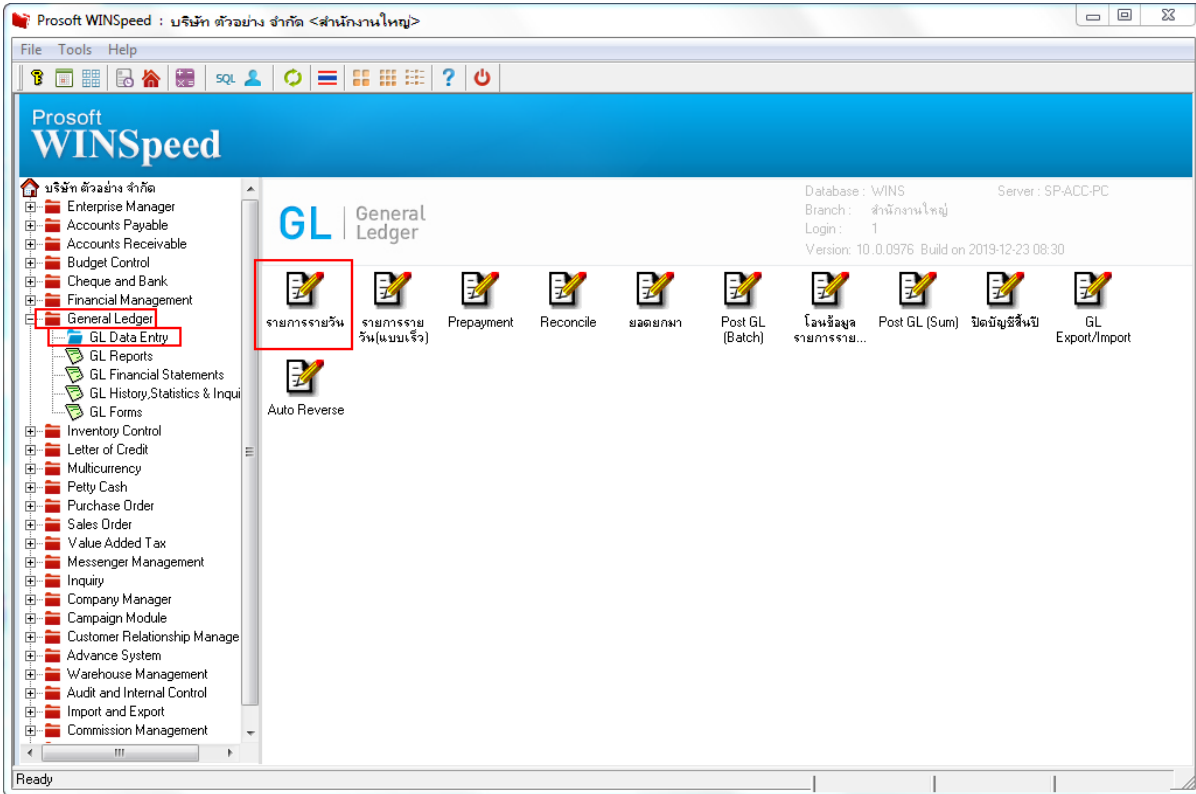 Prosoft WINSpeed : บริษัท ตัวอย่าง จำกัด <สำนักงานใหญ่>
File Tools Help
SQL
?
Prosoft
WINSpeed
บริษัท ตัวอย่าง จำกัด
Enterprise Manager
Accounts Payable
Accounts Receivable
Budget Control
Cheque and Bank
Financial Management
General Ledger
GL Data Entry
GL Reports
GL Financial Statements
GL History,Statistics & Inqui
GL Forms
Inventory Control
Letter of Credit
Multicurrency
Petty Cash
Purchase Order
Sales Order
Value Added Tax
Messenger Management
Inquiry
Company Manager
Campaign Module
Customer Relationship Manage
Advance System
Warehouse Management
Audit and Internal Control
Import and Export
Commission Management
GL
General
Ledger
Database : WINS Server : SP-ACC-PC
Branch : สำนักงานใหญ่
Login : 1
Version: 10 .0.0976 Build on 2019-12-23 08:30
รายการรายวัน
รายการราย
วัน(แบบเร็ว)
Prepayment
Reconcile
ยอดยกมา
Post GL
(Batch)
โอนข้อมูล
รายการราย...
Post GL (Sum)
ปิดบัญชีสิ้นปี
GL
Export/Import
Auto Reverse
Ready